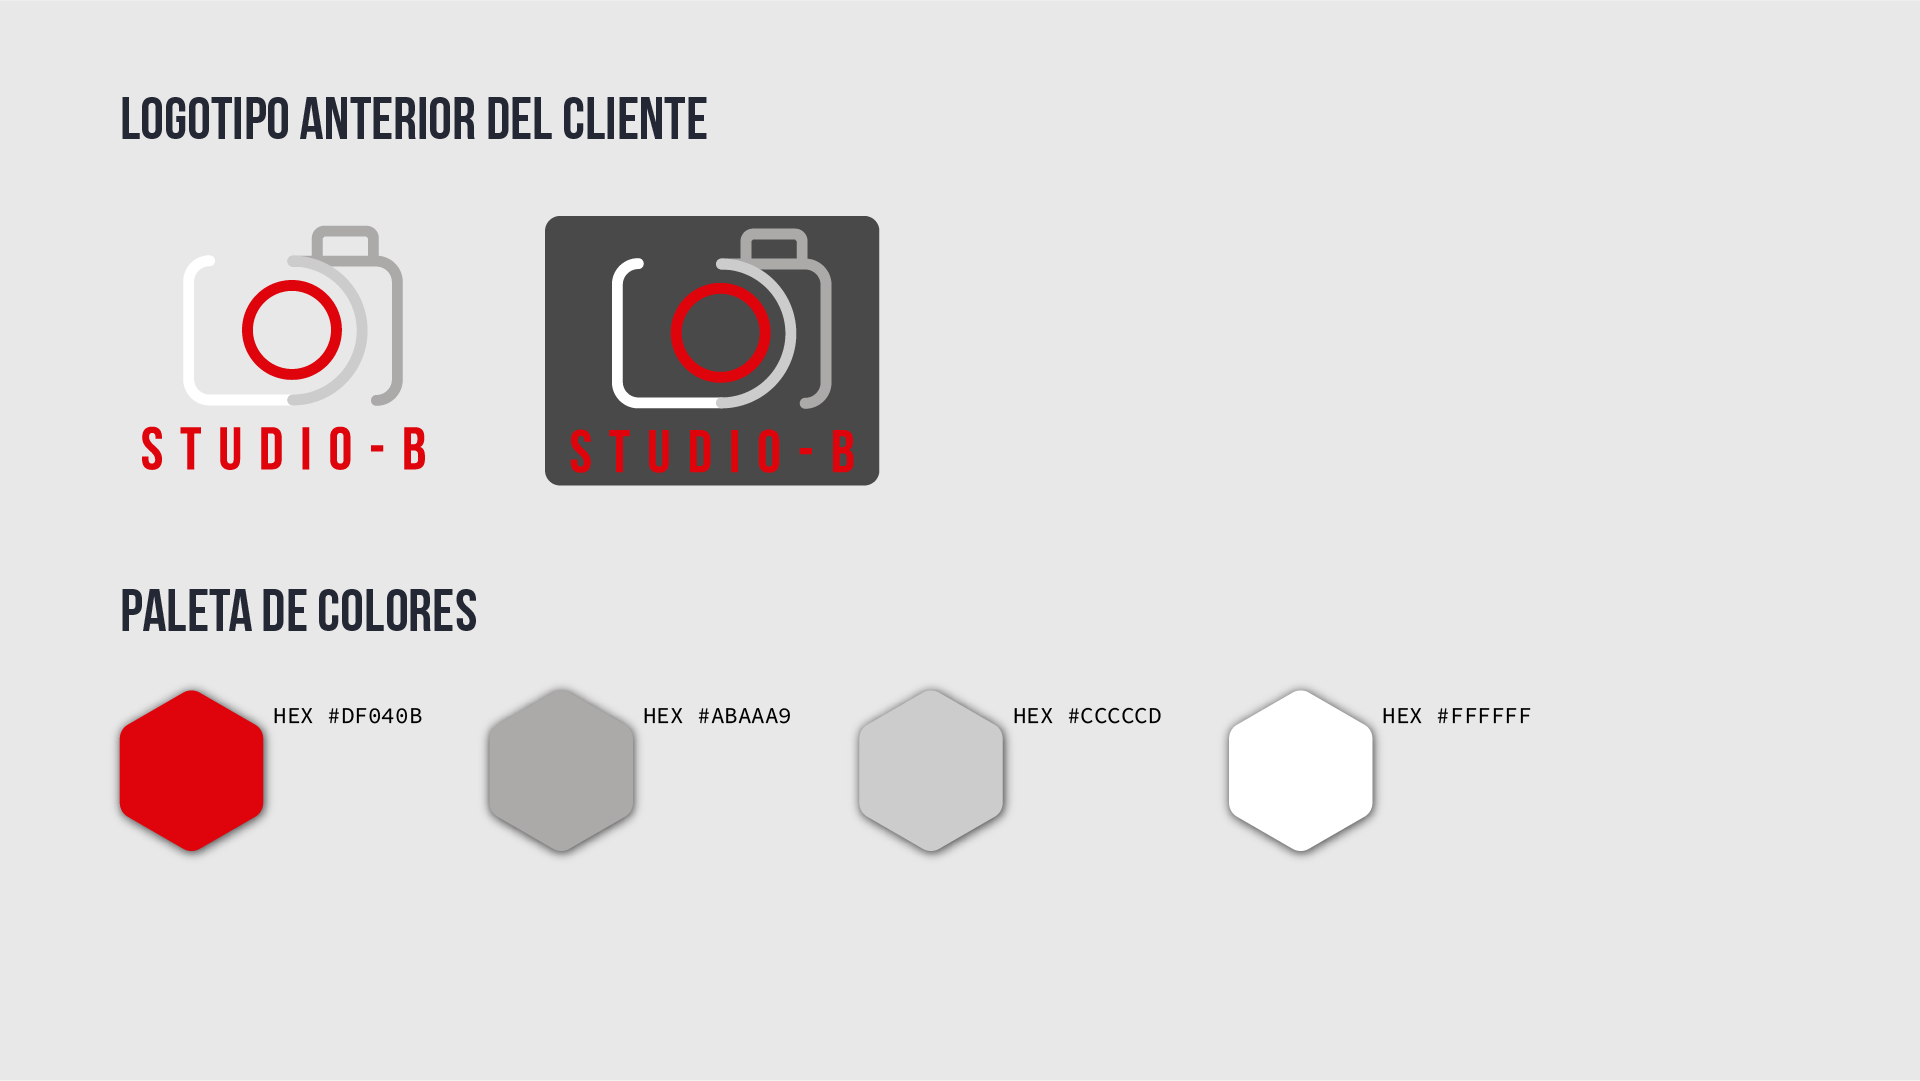 LOGOTIPO ANTERIOR DEL CLIENTE
STUDIO-B
STUDIO-B
PALETA DE COLORES
HEX #DF040B
HEX #ABAAA9
HEX #CCCCCD
HEX #FFFFFF